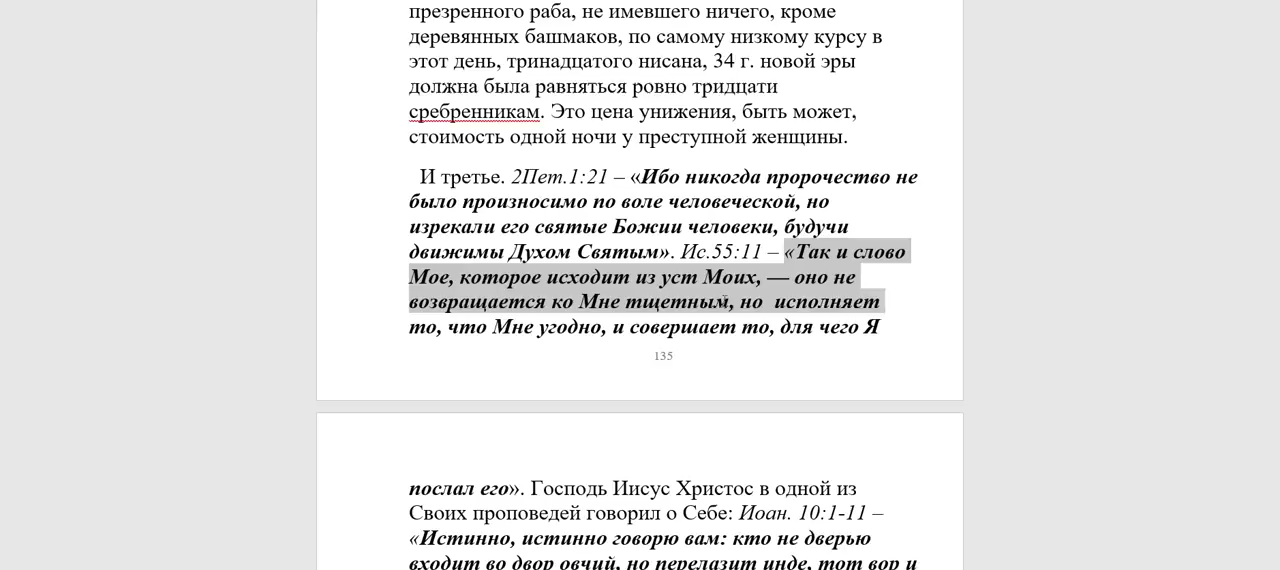 презренного раба, не имевшего ничего, кроме
деревянных башмаков, по самому низкому курсу в
этот день, тринадцатого нисана, 34 г. новой эры
должна была равняться ровно тридцати
сребренникам. Это цена унижения, быть может,
стоимость одной ночи у преступной женщины.
И третье. 2Пет.1:21 – «Ибо никогда пророчество не
было произносимо по воле человеческой, но
изрекали его святые Божии человеки, будучи
движимы Духом Святым». Ис.55:11 – «Так и слово
Мое, которое исходит из уст Моих, — оно не
возвращается ко Мне тщетным, но  исполняет
то, что Мне угодно, и совершает то, для чего Я
135
послал его». Господь Иисус Христос в одной из
Своих проповедей говорил о Себе: Иоан. 10:1-11 –
«Истинно, истинно говорю вам: кто не дверью
входит во двор овчий, но перелазит инде, тот вор и